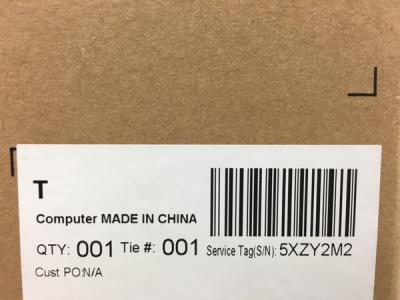 T
Computer MADE IN CHINA
QTY: 001 Tie #: 001 Service Tag(S/N): 5XZY2M2
Cust PO:N/A